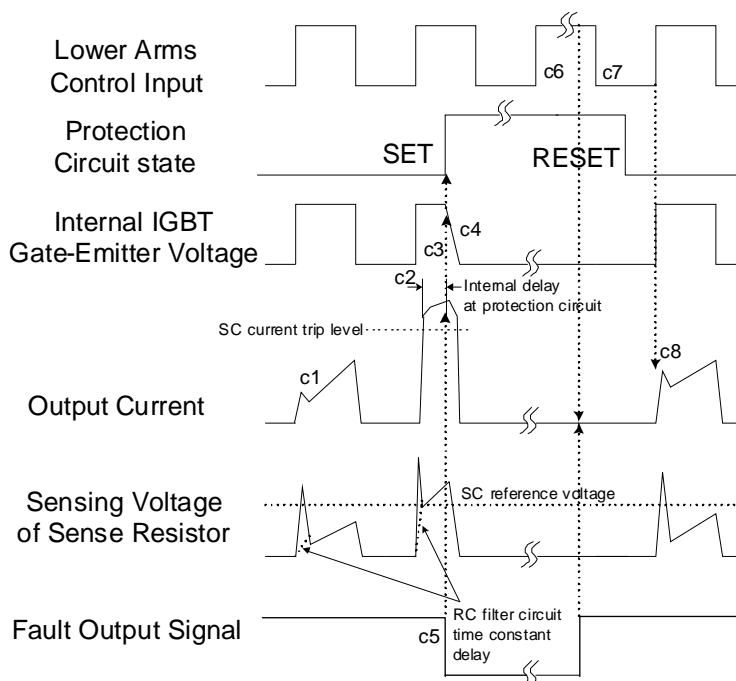 Lower Arms
Control Input
c6
c7
Protection
Circuit state
SET
RESET
Internal IGBT
Gate-Emitter Voltage
c3
c4
c2
Internal delay
at protection circuit
SC current trip level
c1
c8
Output Current
Sensing Voltage
of Sense Resistor
SC reference voltage
Fault Output Signal
c5
RC filter circuit
time constant
delay